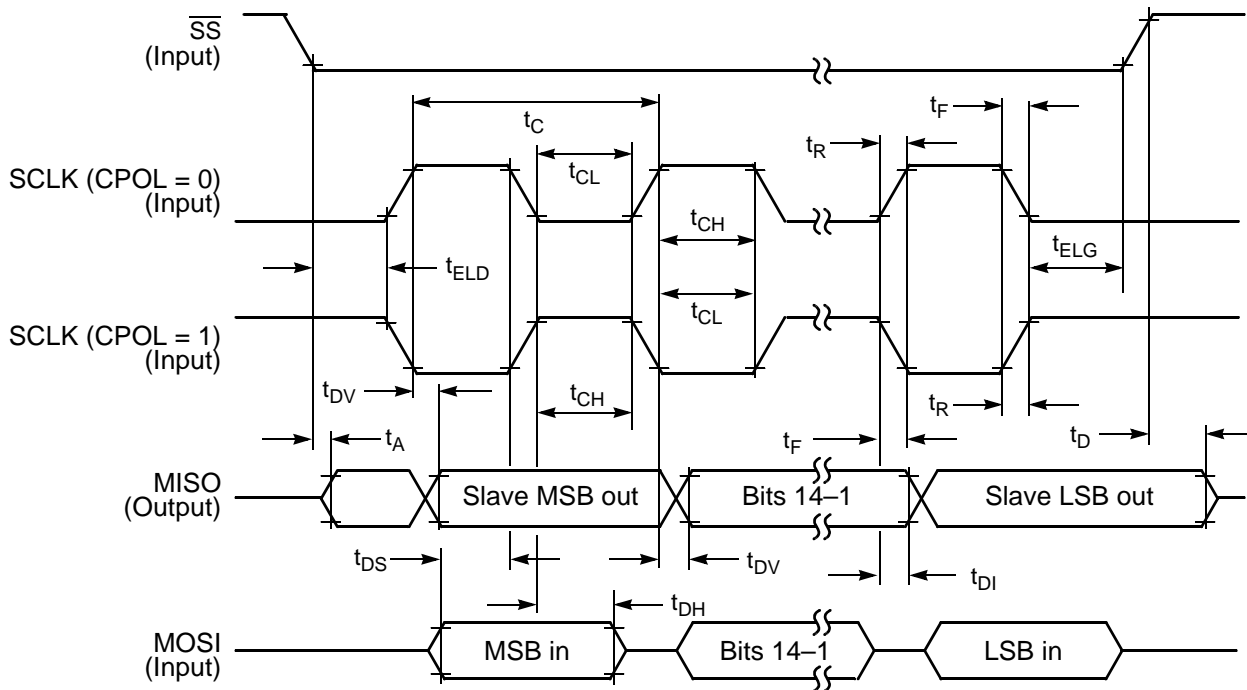 SS
(Input)
t_F
t_C
t_R
t_CL
SCLK (CPOL = 0)
(Input)
t_CH
t_ELD
t_ELG
t_CL
SCLK (CPOL = 1)
(Input)
t_DV
t_CH
t_R
t_A
t_F
t_D
MISO
(Output)
Slave MSB out
Bits 14–1
Slave LSB out
t_DS
t_DV
t_DI
t_DH
MOSI
(Input)
MSB in
Bits 14–1
LSB in